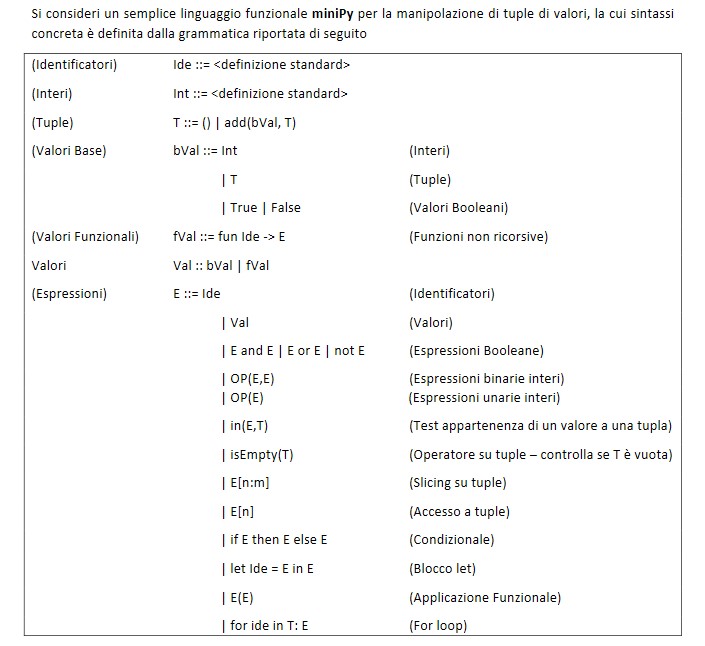 Si consideri un semplice linguaggio funzionale miniPy per la manipolazione di tuple di valori, la cui sintassi
concreta è definita dalla grammatica riportata di seguito
(Identificatori) Ide ::= <definizione standard>
(Interi) Int ::= <definizione standard>
(Tuple) T ::= () | add(bVal, T)
(Valori Base) bVal ::= Int (Interi)
| T (Tuple)
| True | False (Valori Booleani)
(Valori Funzionali) fVal ::= fun Ide -> E (Funzioni non ricorsive)
Valori Val :: bVal | fVal
(Espressioni) E ::= Ide (Identificatori)
| Val (Valori)
| E and E | E or E | not E (Espressioni Booleane)
| OP(E,E) (Espressioni binarie interi)
| OP(E) (Espressioni unarie interi)
| in(E,T) (Test appartenenza di un valore a una tupla)
| isEmpty(T) (Operatore su tuple – controlla se T è vuota)
| E[n:m] (Slicing su tuple)
| E[n] (Accesso a tuple)
| if E then E else E (Condizionale)
| let Ide = E in E (Blocco let)
| E(E) (Applicazione Funzionale)
| for ide in T: E (For loop)